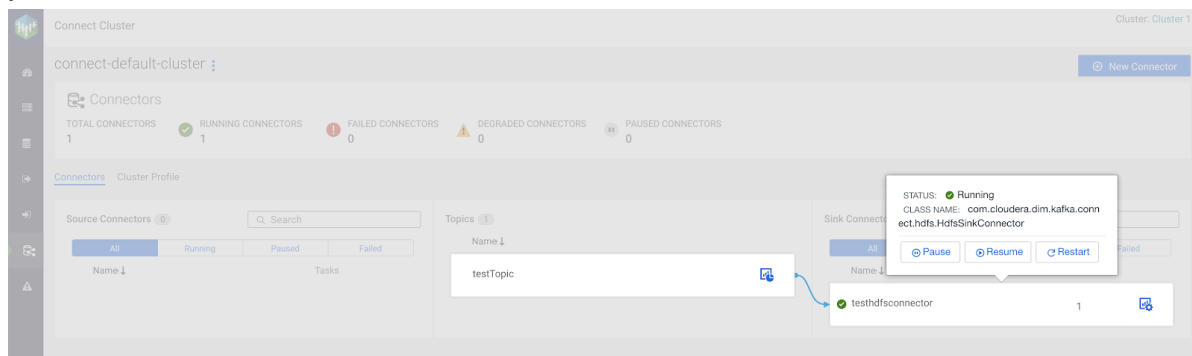 Connect Cluster
Cluster: Cluster 1
connect-default-cluster
New Connector
Connectors
TOTAL CONNECTORS
1
RUNNING CONNECTORS
1
FAILED CONNECTORS
0
DEGRADED CONNECTORS
0
PAUSED CONNECTORS
0
Connectors Cluster Profile
Source Connectors 0
Search
All Running Paused Failed
Name↓ Tasks
Topics 1
Name↓
testTopic
Sink Connecto
All Failed
Name↓
STATUS: Running
CLASS NAME: com.cloudera.dim.kafka.conn
ect.hdfs.HdfsSinkConnector
Pause Resume Restart
testhdfsconnector 1